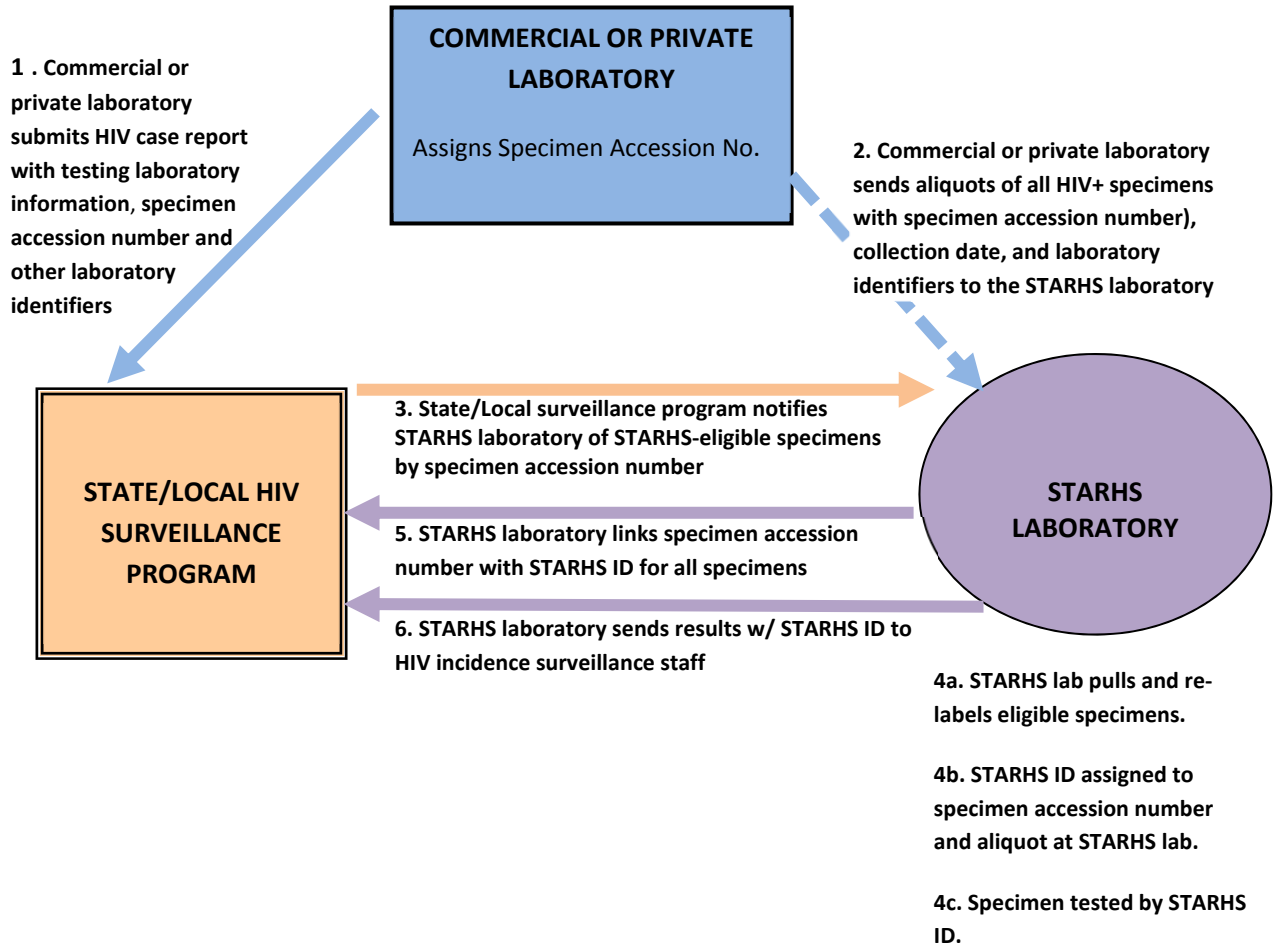 COMMERCIAL OR PRIVATE
LABORATORY
Assigns Specimen Accession No.
1 . Commercial or
private laboratory
submits HIV case report
with testing laboratory
information, specimen
accession number and
other laboratory
identifiers
2. Commercial or private laboratory
sends aliquots of all HIV+ specimens
with specimen accession number),
collection date, and laboratory
identifiers to the STARHS laboratory
STATE/LOCAL HIV
SURVEILLANCE
PROGRAM
3. State/Local surveillance program notifies
STARHS laboratory of STARHS-eligible specimens
by specimen accession number
5. STARHS laboratory links specimen accession
number with STARHS ID for all specimens
6. STARHS laboratory sends results w/ STARHS ID to
HIV incidence surveillance staff
STARHS
LABORATORY
4a. STARHS lab pulls and re-
labels eligible specimens.
4b. STARHS ID assigned to
specimen accession number
and aliquot at STARHS lab.
4c. Specimen tested by STARHS
ID.